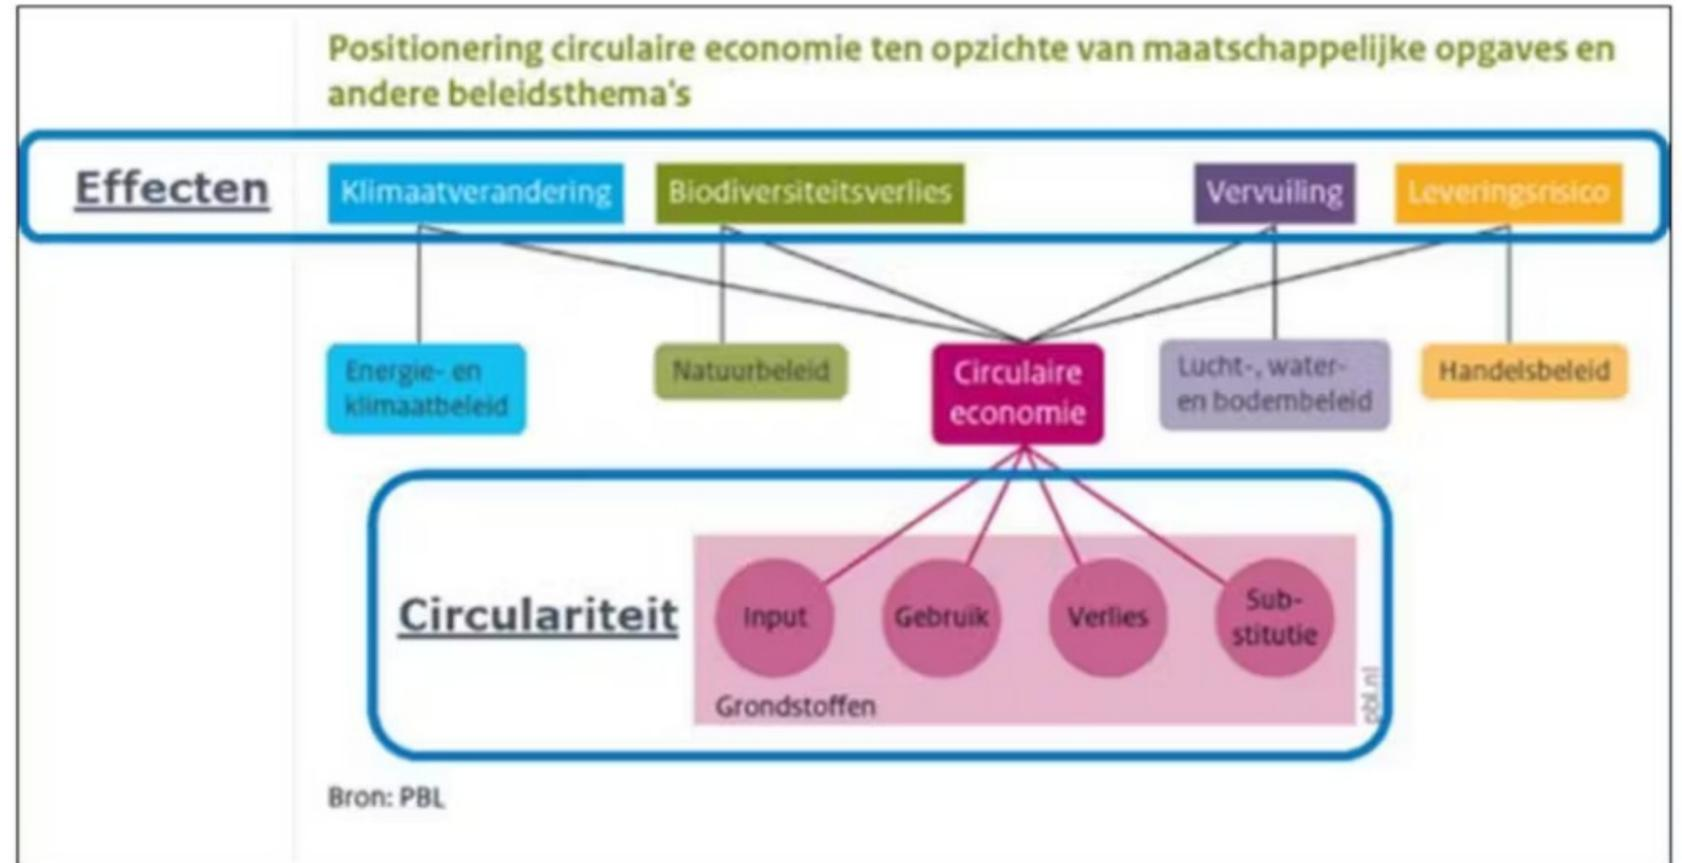 Positionering circulaire economie ten opzichte van maatschappelijke opgaves en
andere beleidsthema's
Effecten
Klimaatverandering
Biodiversiteitsverlies
Vervuiling
Leveringsrisico
Energie- en
klimaatbeleid
Natuurbeleid
Circulaire
economie
Lucht-, water-
en bodembeleid
Handelsbeleid
Circulariteit
Input
Gebruik
Verlies
Sub-
stitutie
Grondstoffen
pbl.nl
Bron: PBL